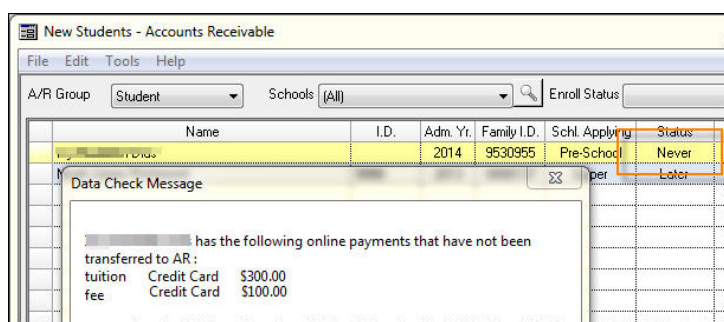 New Students - Accounts Receivable
File Edit Tools Help
A/R Group Student Schools (All) Enroll Status
Name I.D. Adm. Yr. Family I.D. Schl. Applying Status
2014 9530955 Pre-School Never
Later
Data Check Message
has the following online payments that have not been
transferred to AR :
tuition Credit Card $300.00
fee Credit Card $100.00